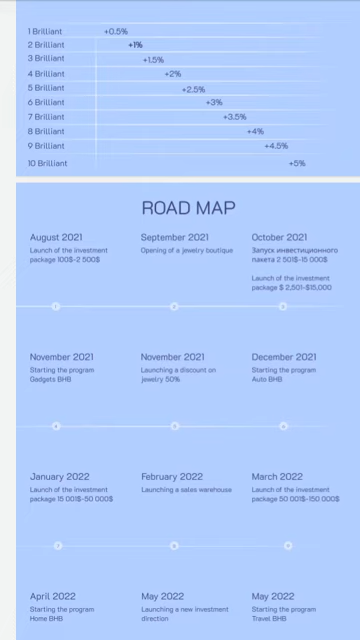 1 Brilliant +0.5%
2 Brilliant +1%
3 Brilliant +1.5%
4 Brilliant +2%
5 Brilliant +2.5%
6 Brilliant +3%
7 Brilliant +3.5%
8 Brilliant +4%
9 Brilliant +4.5%
10 Brilliant +5%
ROAD MAP
August 2021
Launch of the investment
package 100$-2 500$
September 2021
Opening of a jewelry boutique
October 2021
Запуск инвестиционного
пакета 2 501$-15 000$
Launch of the investment
package $ 2,501-$15,000
November 2021
Starting the program
Gadgets BHB
November 2021
Launching a discount on
jewelry 50%
December 2021
Starting the program
Auto BHB
January 2022
Launch of the investment
package 15 001$-50 000$
February 2022
Launching a sales warehouse
March 2022
Launch of the investment
package 50 001$-150 000$
April 2022
Starting the program
Home BHB
May 2022
Launching a new investment
direction
May 2022
Starting the program
Travel BHB